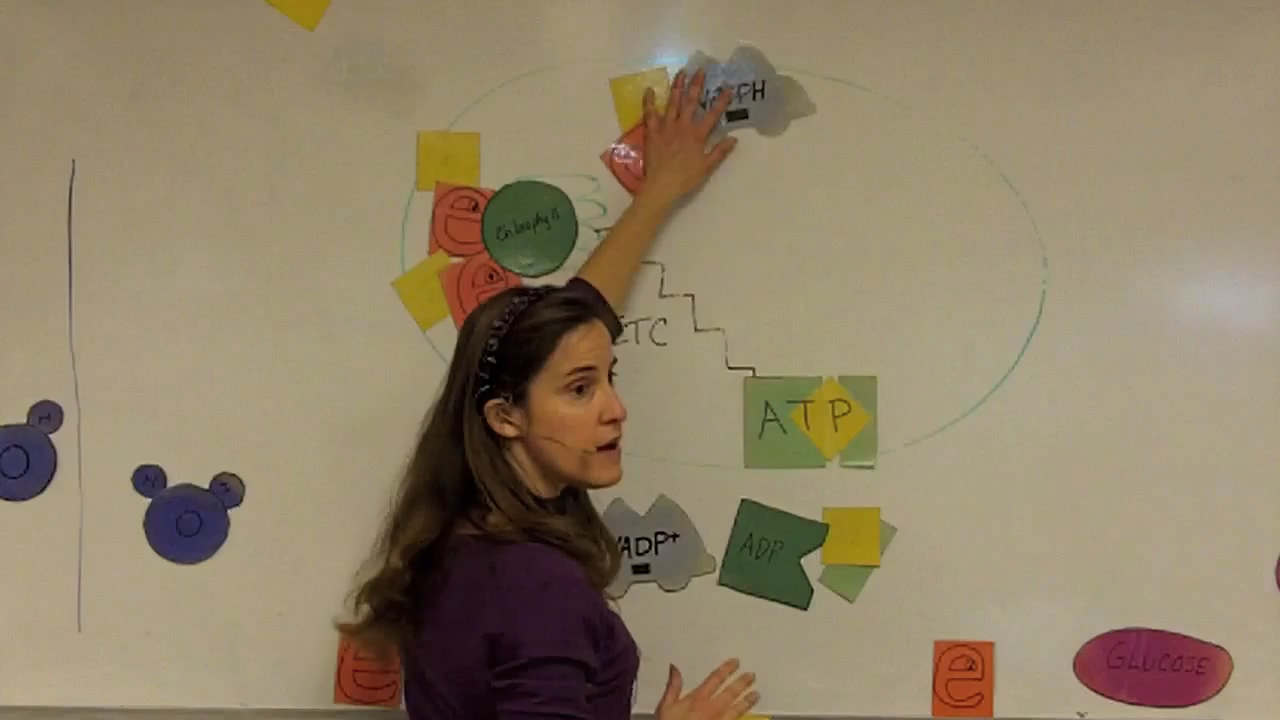 NADPH
e
chlorophyll
e
ETC
ATP
H
O
H
H
O
NADP+
ADP
e
e
GLUCOSE